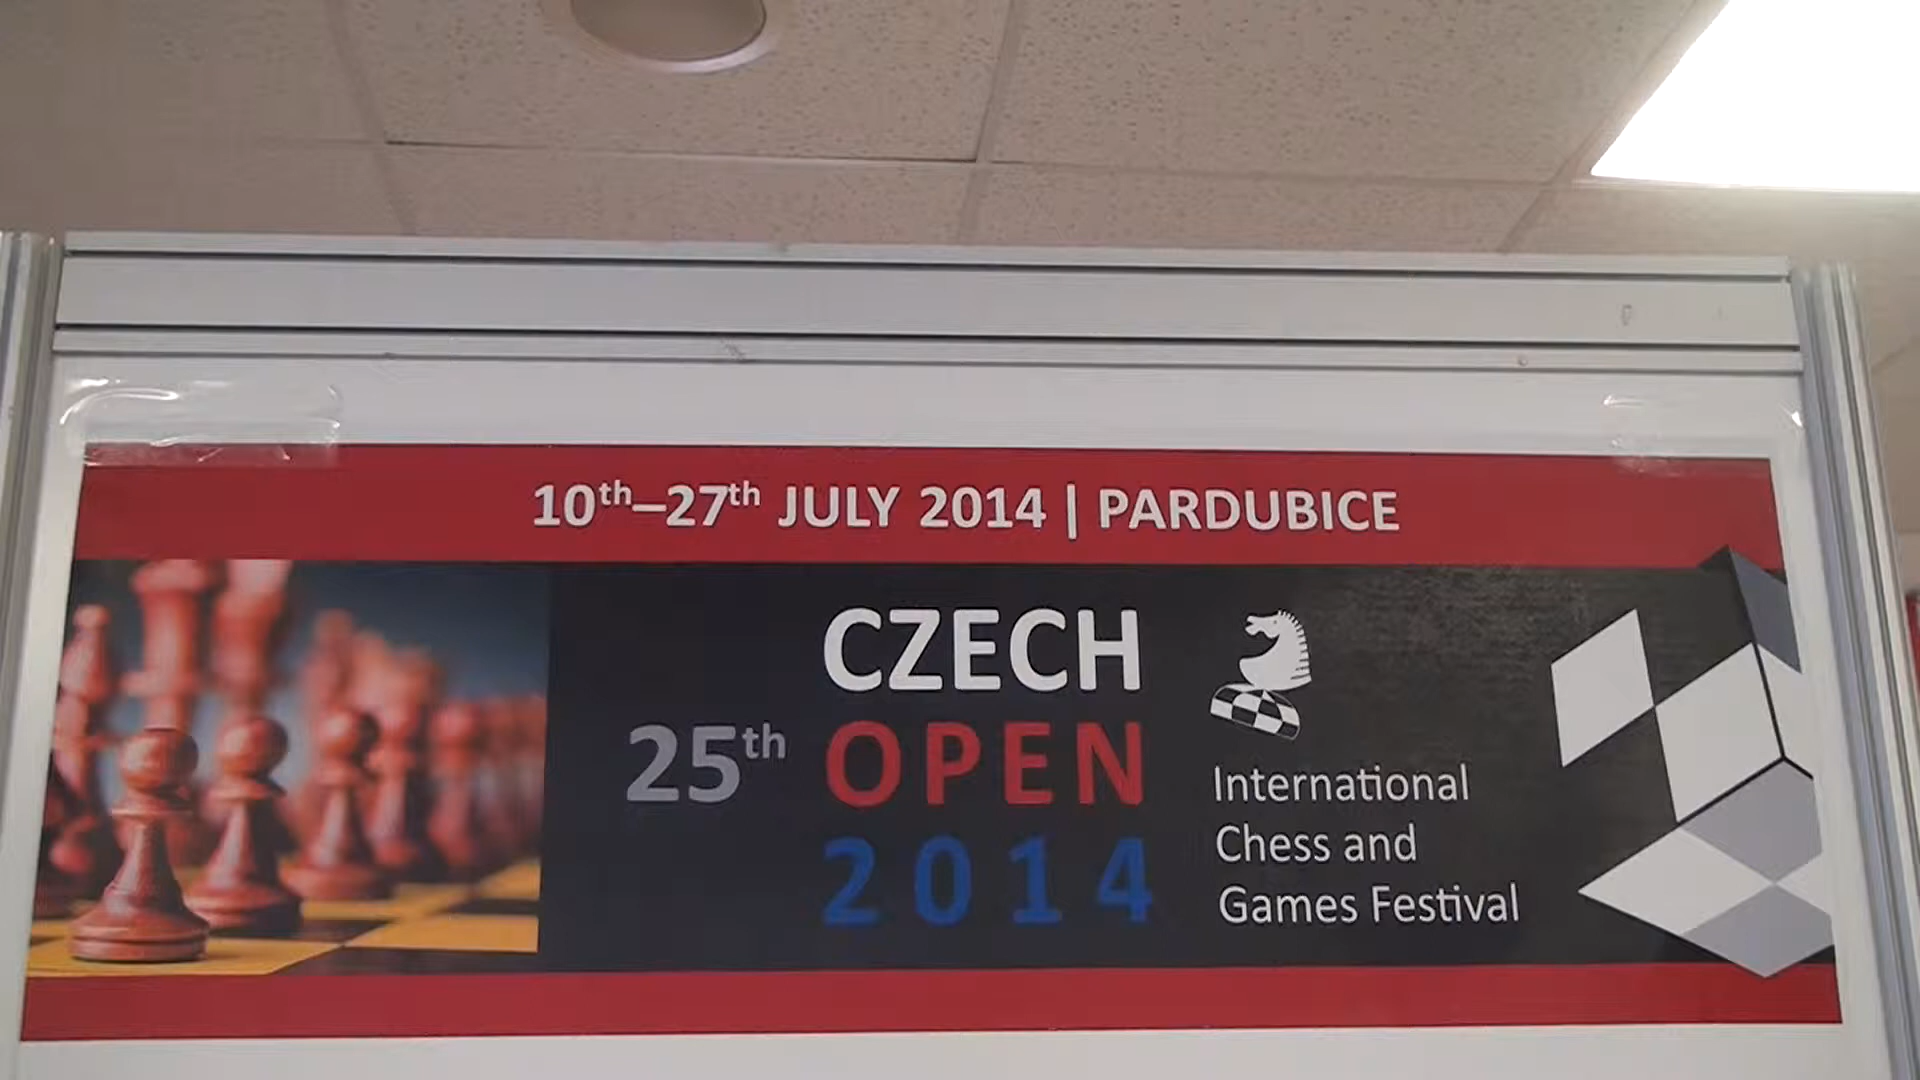 10th–27th JULY 2014 | PARDUBICE
CZECH
25th OPEN
2014
International
Chess and
Games Festival